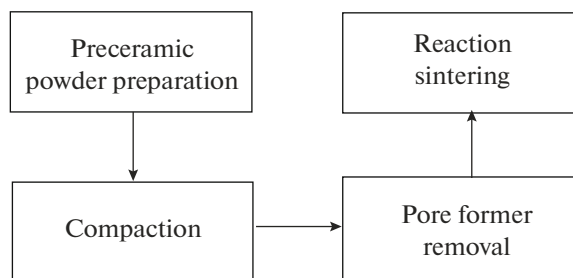 Preceramic
powder preparation
Compaction
Pore former
removal
Reaction
sintering